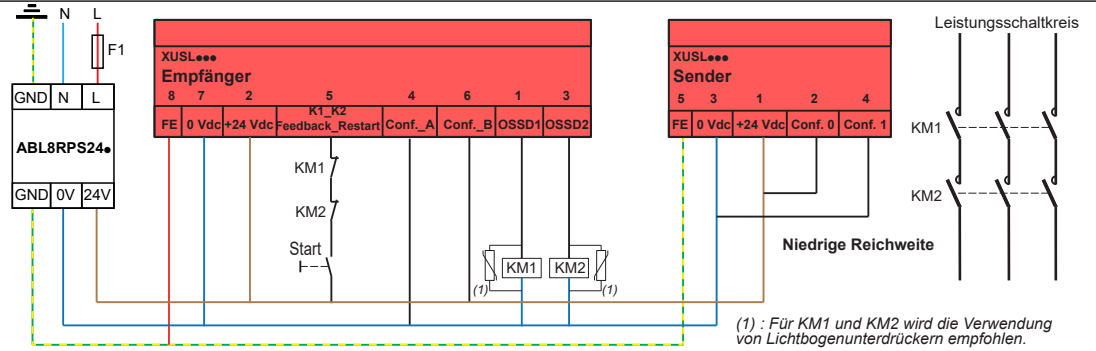 N L
F1
GND N L
ABL8RPS24●
GND 0V 24V
XUSL●●●
Empfänger
8 7 2 5 4 6 1 3
FE 0 Vdc +24 Vdc K1_K2 Feedback_Restart Conf._A Conf._B OSSD1 OSSD2
KM1
KM2
Start
KM1 KM2
(1) (1)
XUSL●●●
Sender
5 3 1 2 4
FE 0 Vdc +24 Vdc Conf. 0 Conf. 1
Niedrige Reichweite
Leistungsschaltkreis
KM1
KM2
(1) : Für KM1 und KM2 wird die Verwendung
von Lichtbogenunterdrückern empfohlen.